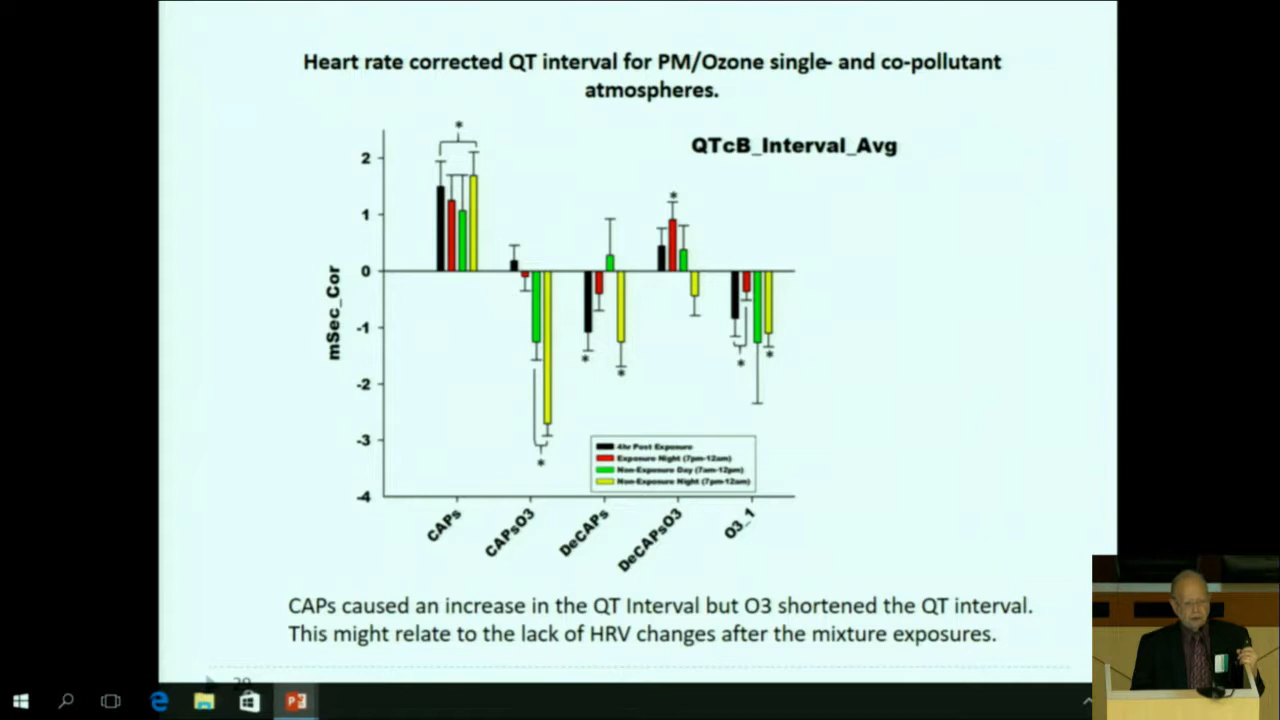 Heart rate corrected QT interval for PM/Ozone single- and co-pollutant
atmospheres.
QTcB_Interval_Avg
*
2
1
0
-1
-2
-3
-4
mSec_Cor
*
*
*
*
*
*
4hr Post Exposure
Exposure Night (7pm-12am)
Non-Exposure Day (7am-12pm)
Non-Exposure Night (7pm-12am)
CAPs
CAPsO3
DeCAPs
DeCAPsO3
O3_1
CAPs caused an increase in the QT Interval but O3 shortened the QT interval.
This might relate to the lack of HRV changes after the mixture exposures.